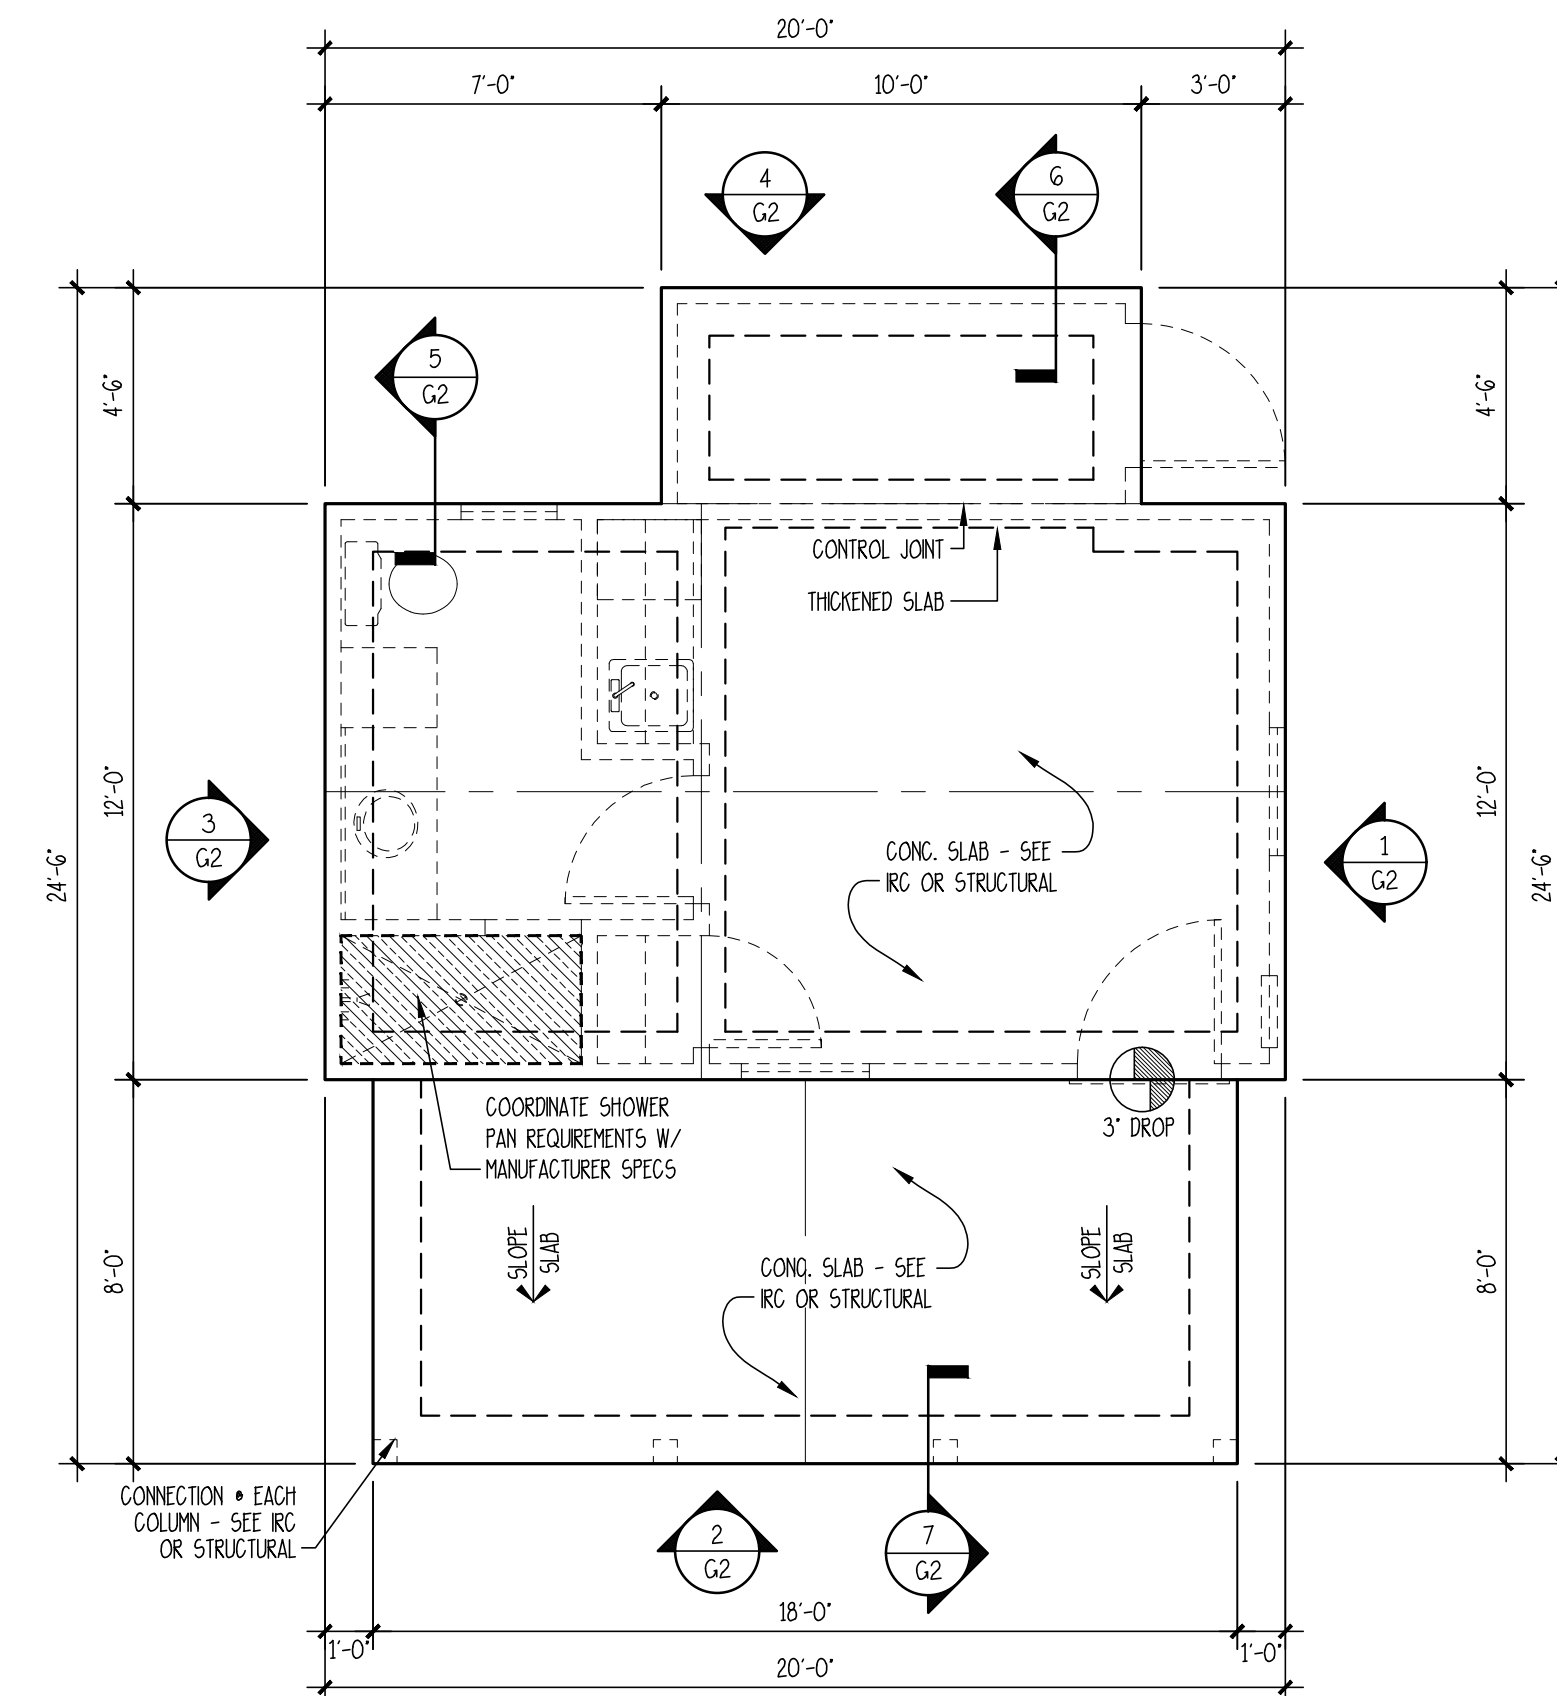 20'-0"
7'-0"
10'-0"
3'-0"
4
G2
6
G2
5
G2
4'-6"
4'-6"
CONTROL JOINT
THICKENED SLAB
12'-0"
12'-0"
3
G2
24'-6"
CONC. SLAB - SEE
IRC OR STRUCTURAL
1
G2
24'-6"
COORDINATE SHOWER
PAN REQUIREMENTS W/
MANUFACTURER SPECS
3" DROP
SLOPE
SLAB
SLOPE
SLAB
8'-0"
8'-0"
CONC. SLAB - SEE
IRC OR STRUCTURAL
CONNECTION @ EACH
COLUMN - SEE IRC
OR STRUCTURAL
2
G2
7
G2
18'-0"
1'-0"
1'-0"
20'-0"